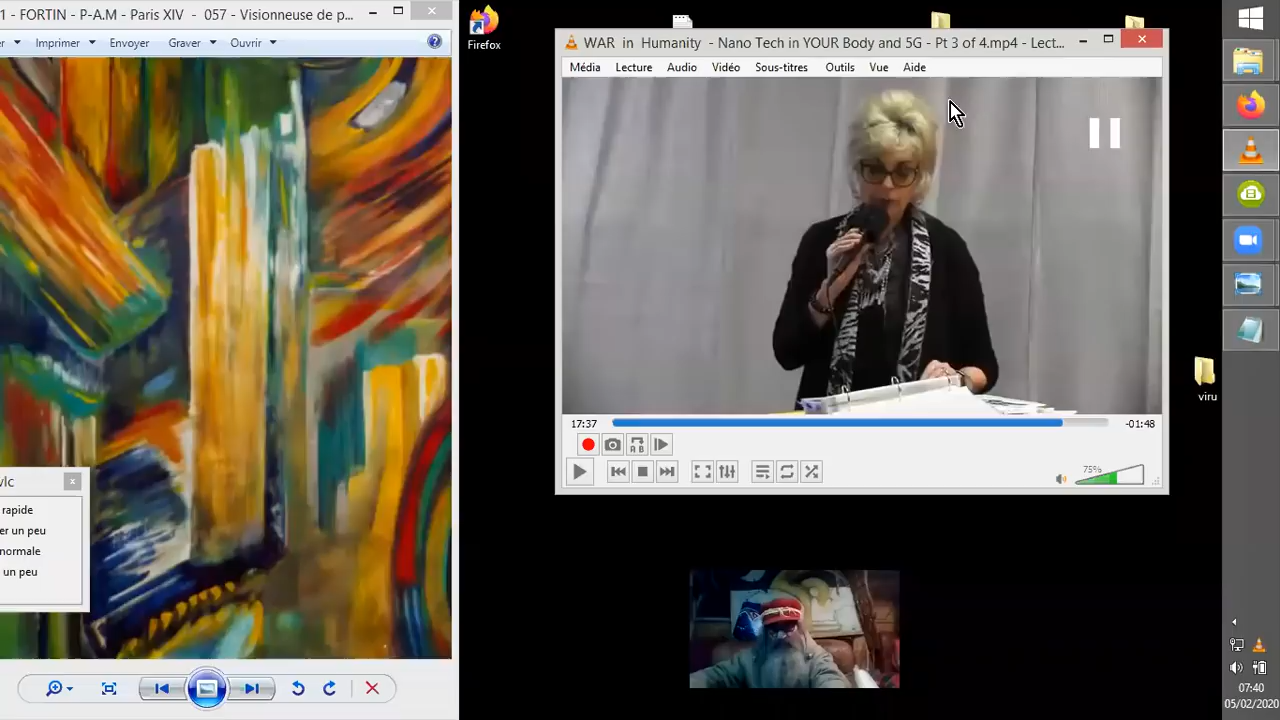 1 - FORTIN - P-A.M - Paris XIV - 057 - Visionneuse de p...
Imprimer
Envoyer
Graver
Ouvrir
rapide
er un peu
normale
un peu
Firefox
WAR in Humanity - Nano Tech in YOUR Body and 5G - Pt 3 of 4.mp4 - Lect...
Média Lecture Audio Vidéo Sous-titres Outils Vue Aide
17:37
-01:48
75%
viru
07:40
05/02/2020